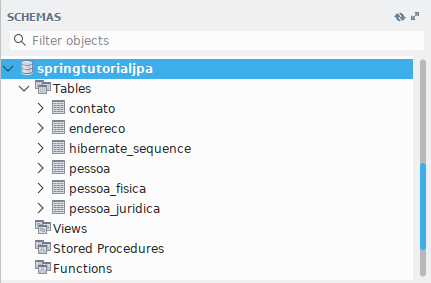 SCHEMAS
Filter objects
springtutorialjpa
Tables
contato
endereco
hibernate_sequence
pessoa
pessoa_fisica
pessoa_juridica
Views
Stored Procedures
Functions